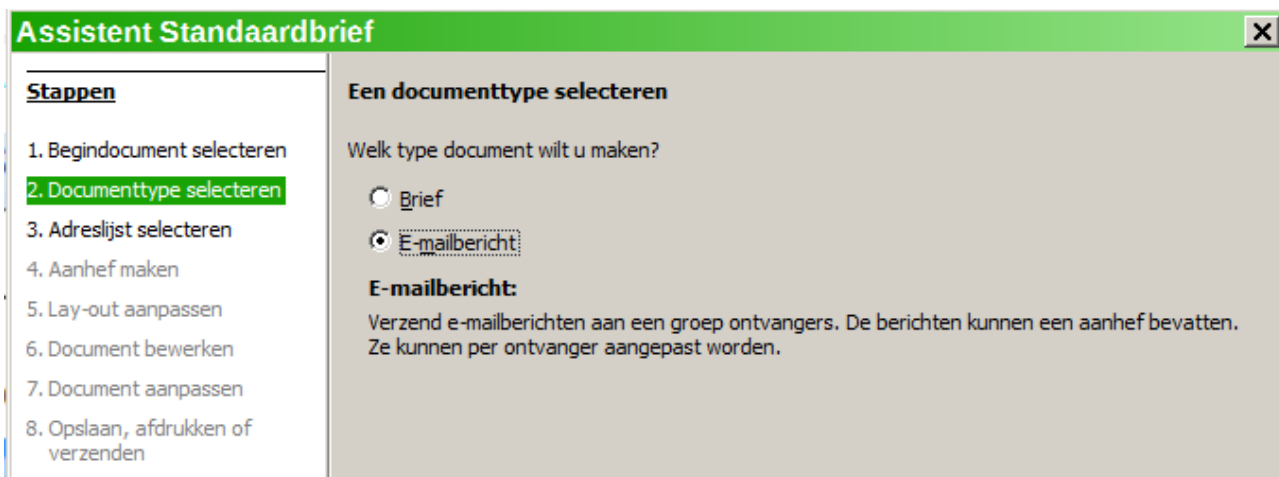 Assistent Standaardbrief
Stappen
1. Begindocument selecteren
2. Documenttype selecteren
3. Adreslijst selecteren
4. Aanhef maken
5. Lay-out aanpassen
6. Document bewerken
7. Document aanpassen
8. Opslaan, afdrukken of
verzenden
Een documenttype selecteren
Welk type document wilt u maken?
Brief
E-mailbericht
E-mailbericht:
Verzend e-mailberichten aan een groep ontvangers. De berichten kunnen een aanhef bevatten.
Ze kunnen per ontvanger aangepast worden.